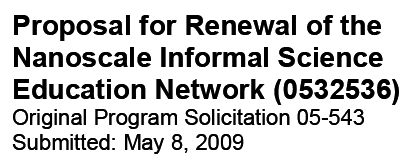 Proposal for Renewal of the
Nanoscale Informal Science
Education Network (0532536)
Original Program Solicitation 05-543
Submitted: May 8, 2009